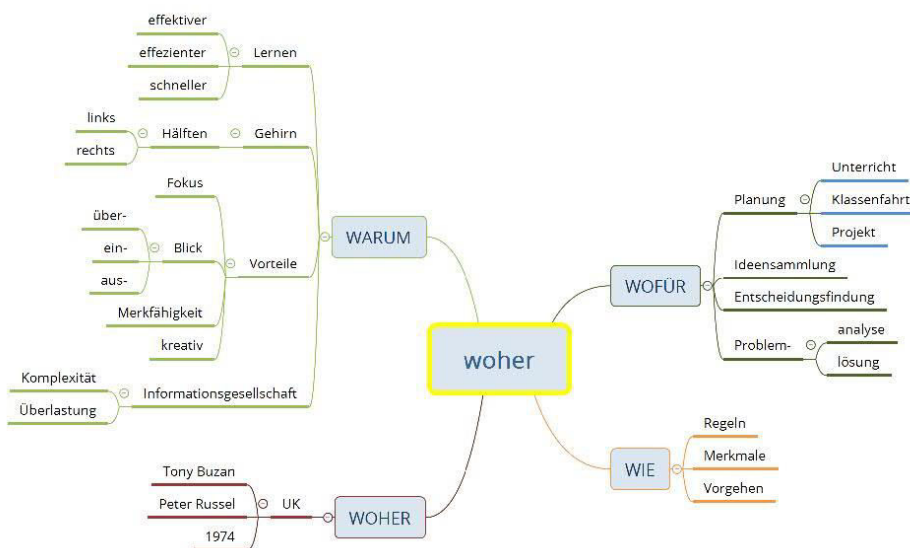 woher
WARUM
Lernen
effektiver
effezienter
schneller
Gehirn
Hälften
links
rechts
Vorteile
Fokus
Blick
über-
ein-
aus-
Merkfähigkeit
kreativ
Informationsgesellschaft
Komplexität
Überlastung
WOHER
UK
Tony Buzan
Peter Russel
1974
WOFÜR
Planung
Unterricht
Klassenfahrt
Projekt
Ideensammlung
Entscheidungsfindung
Problem-
analyse
lösung
WIE
Regeln
Merkmale
Vorgehen